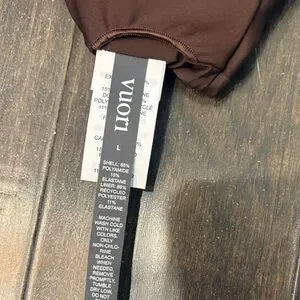 vuori
L
SHELL: 85%
POLYAMIDE
15%
ELASTANE
LINER: 89%
RECYCLED
POLYESTER
11%
ELASTANE
MACHINE
WASH COLD
WITH LIKE
COLORS.
ONLY
NON-CHLO-
RINE
BLEACH
WHEN
NEEDED.
REMOVE
PROMPTLY.
TUMBLE
DRY LOW.
DO NOT